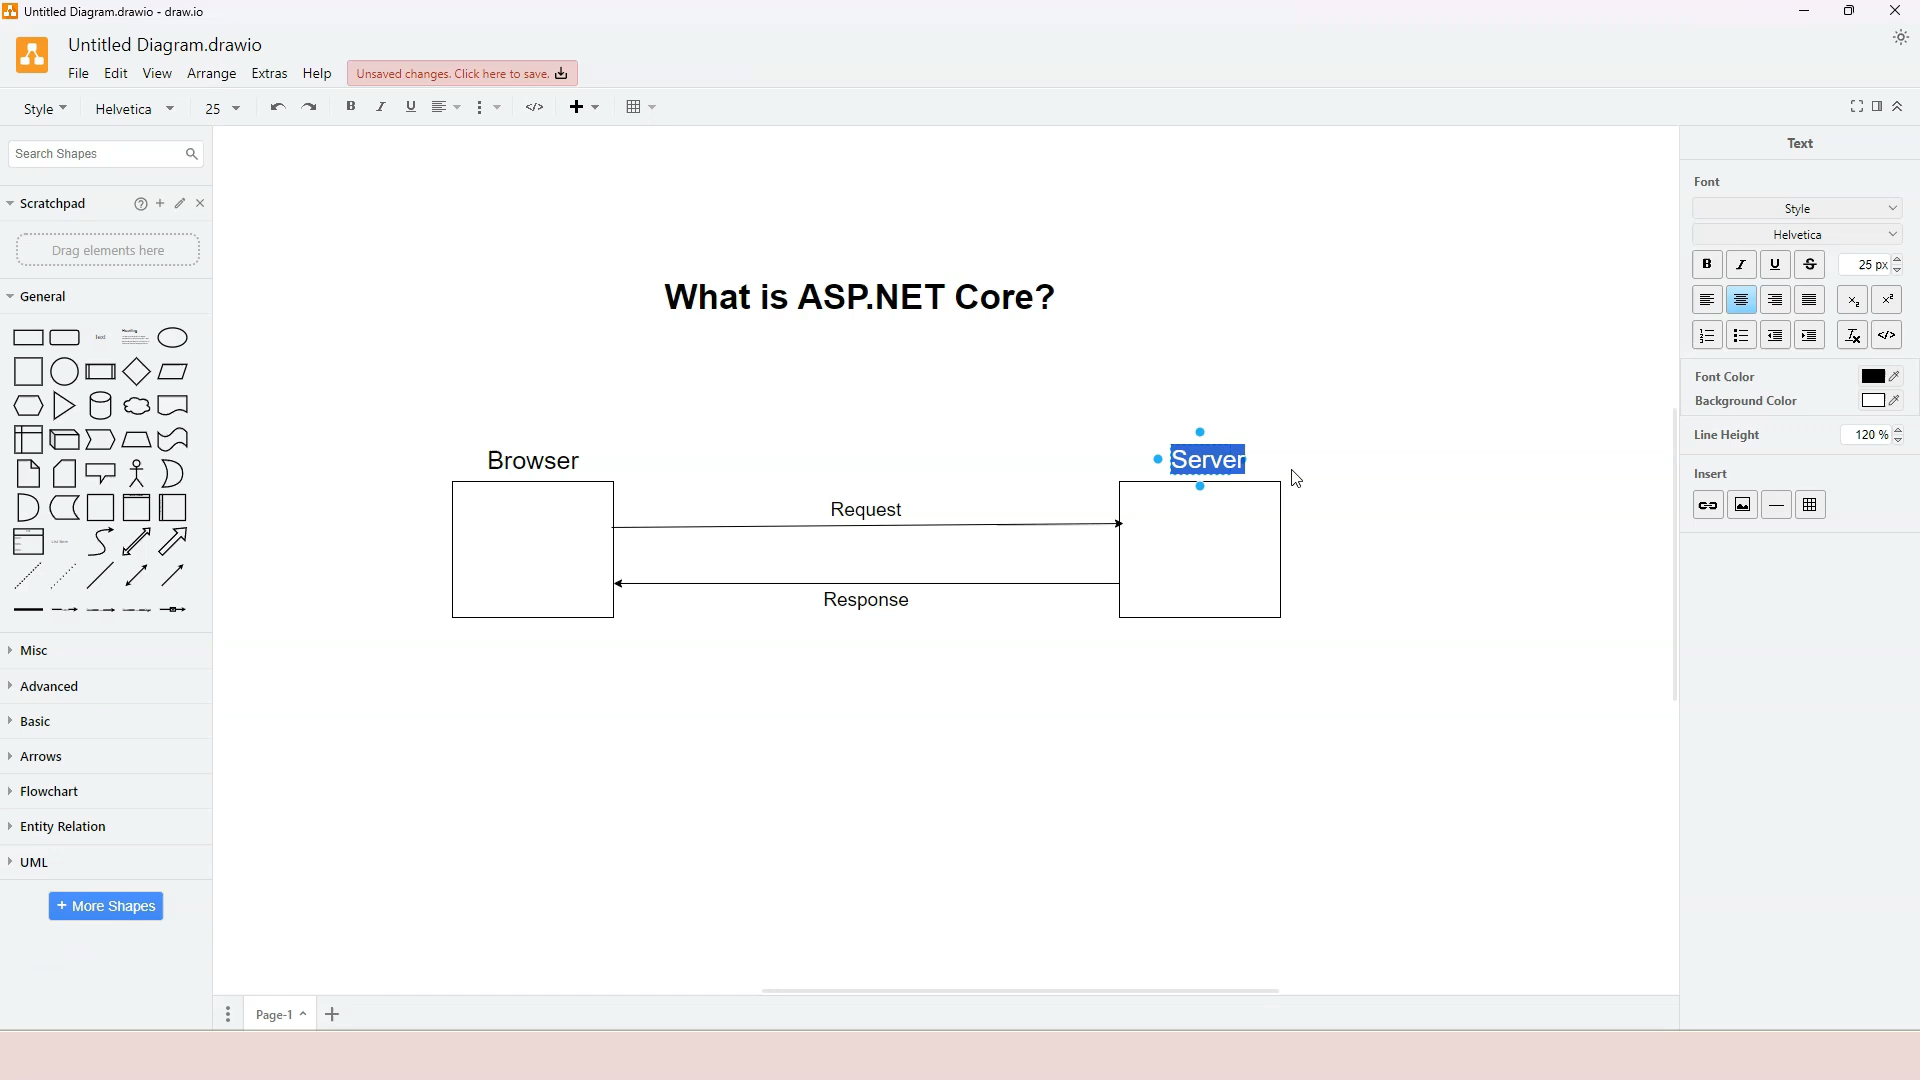 Untitled Diagram.drawio - draw.io
Untitled Diagram.drawio
File Edit View Arrange Extras Help Unsaved changes. Click here to save.
Style Helvetica 25 B I U
Search Shapes
Scratchpad
Drag elements here
General
Text
Heading
Misc
Advanced
Basic
Arrows
Flowchart
Entity Relation
UML
+ More Shapes
What is ASP.NET Core?
Browser
Server
Request
Response
Page-1
Text
Font
Style
Helvetica
B I U S 25 px
Font Color
Background Color
Line Height 120 %
Insert